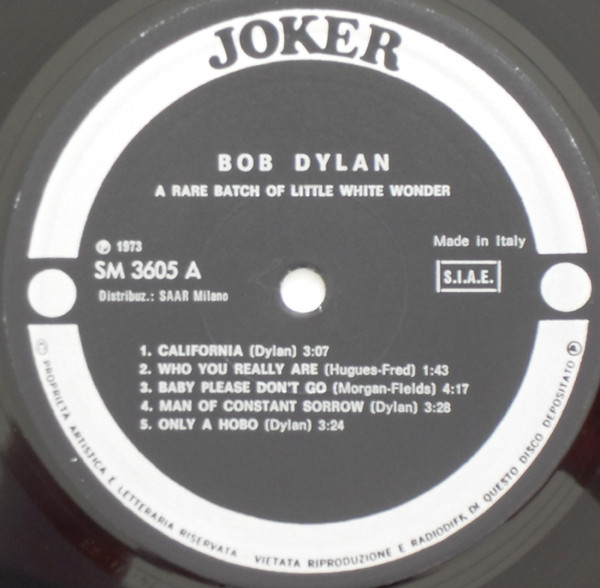 JOKER
BOB DYLAN
A RARE BATCH OF LITTLE WHITE WONDER
℗ 1973
Made in Italy
SM 3605 A
S.I.A.E.
Distribuz.: SAAR Milano
1. CALIFORNIA (Dylan) 3:07
2. WHO YOU REALLY ARE (Hugues-Fred) 1:43
3. BABY PLEASE DON'T GO (Morgan-Fields) 4:17
4. MAN OF CONSTANT SORROW (Dylan) 3:28
5. ONLY A HOBO (Dylan) 3:24
© PROPRIETA ARTISTICA E LETTERARIA RISERVATA - VIETATA RIPRODUZIONE E RADIODIFF. DI QUESTO DISCO DEPOSITATO ℗